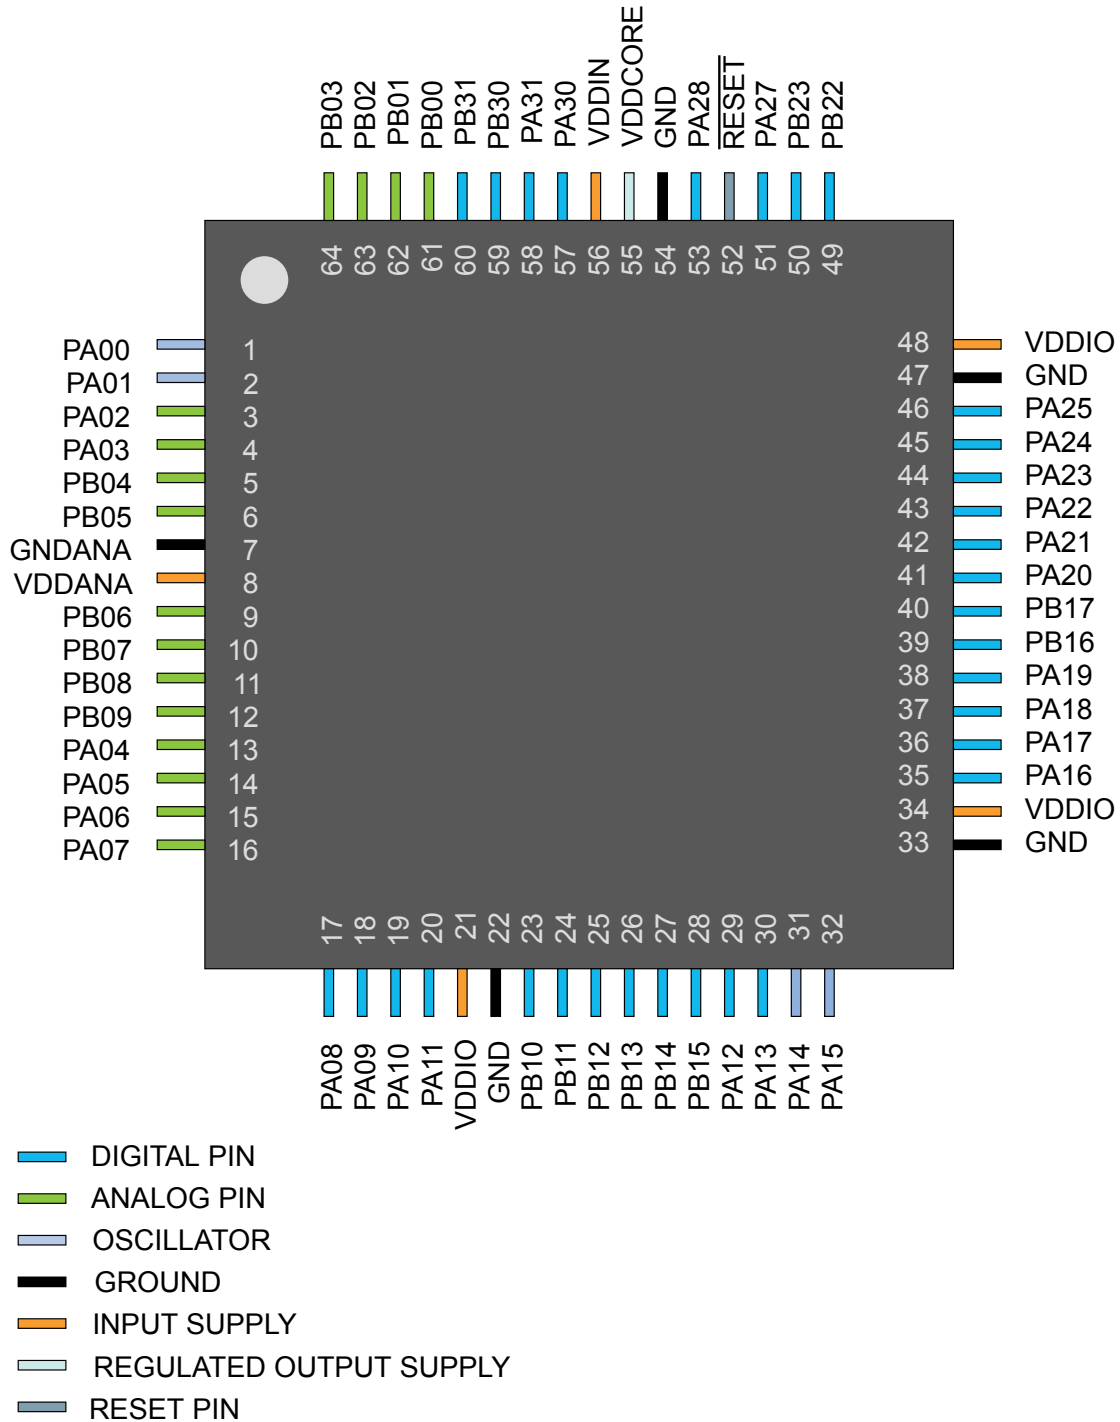 PB03 PB02 PB01 PB00 PB31 PB30 PA31 PA30 VDDIN VDDCORE GND PA28 RESET PA27 PB23 PB22
64 63 62 61 60 59 58 57 56 55 54 53 52 51 50 49
PA00 1 48 VDDIO
PA01 2 47 GND
PA02 3 46 PA25
PA03 4 45 PA24
PB04 5 44 PA23
PB05 6 43 PA22
GNDANA 7 42 PA21
VDDANA 8 41 PA20
PB06 9 40 PB17
PB07 10 39 PB16
PB08 11 38 PA19
PB09 12 37 PA18
PA04 13 36 PA17
PA05 14 35 PA16
PA06 15 34 VDDIO
PA07 16 33 GND
17 18 19 20 21 22 23 24 25 26 27 28 29 30 31 32
PA08 PA09 PA10 PA11 VDDIO GND PB10 PB11 PB12 PB13 PB14 PB15 PA12 PA13 PA14 PA15
DIGITAL PIN
ANALOG PIN
OSCILLATOR
GROUND
INPUT SUPPLY
REGULATED OUTPUT SUPPLY
RESET PIN